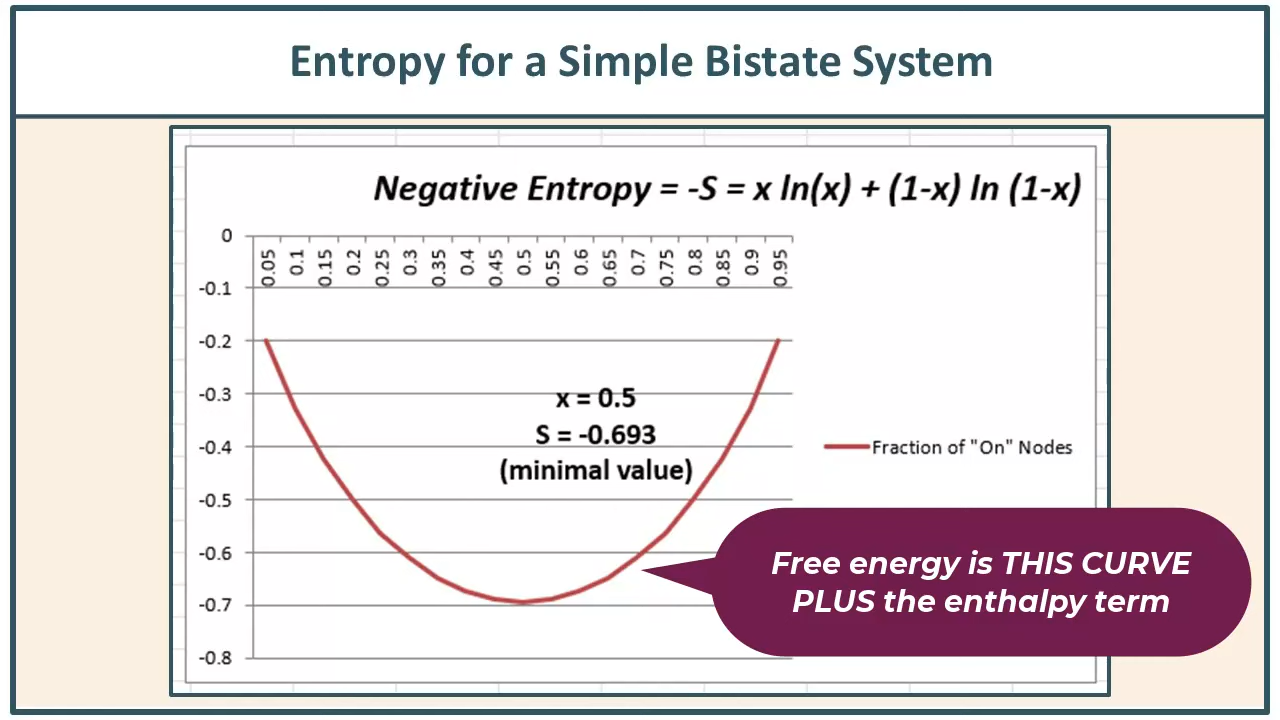 Entropy for a Simple Bistate System
Negative Entropy = -S = x ln(x) + (1-x) ln (1-x)
0
0.05 0.1 0.15 0.2 0.25 0.3 0.35 0.4 0.45 0.5 0.55 0.6 0.65 0.7 0.75 0.8 0.85 0.9 0.95
-0.1
-0.2
-0.3
x = 0.5
S = -0.693
-0.4
Fraction of "On" Nodes
(minimal value)
-0.5
-0.6
Free energy is THIS CURVE
PLUS the enthalpy term
-0.7
-0.8